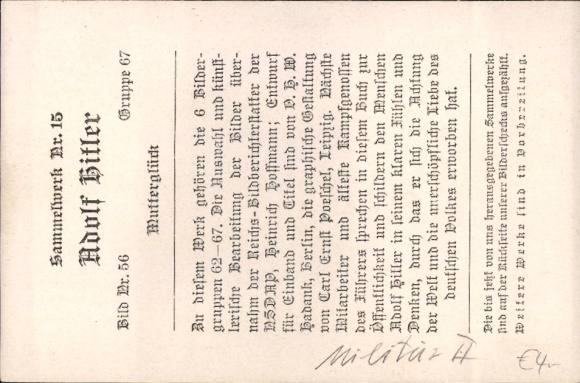 Sammelwerk Nr. 15
Adolf Hitler
Bild Nr. 56 Gruppe 67
Mutterglück
Zu diesem Werk gehören die 6 Bilder-
gruppen 62–67. Die Auswahl und künst-
lerische Bearbeitung der Bilder über-
nahm der Reichs-Bildberichterstatter der
NSDAP, Heinrich Hoffmann; Entwurf
für Einband und Titel sind von O. H. W.
Hadank, Berlin, die graphische Gestaltung
von Carl Ernst Poeschel, Leipzig. Nächste
Mitarbeiter und älteste Kampfgenossen
des Führers sprechen in diesem Buch zur
Öffentlichkeit und schildern den Menschen
Adolf Hitler in seinem klaren Fühlen und
Denken, durch das er sich die Achtung
der Welt und die unerschöpfliche Liebe des
deutschen Volkes erworben hat.
Die bis jetzt von uns herausgegebenen Sammelwerke
sind auf der Rückseite unserer Bilderschecks aufgezählt.
Weitere Werke sind in Vorbereitung.
Militär II
€4,-